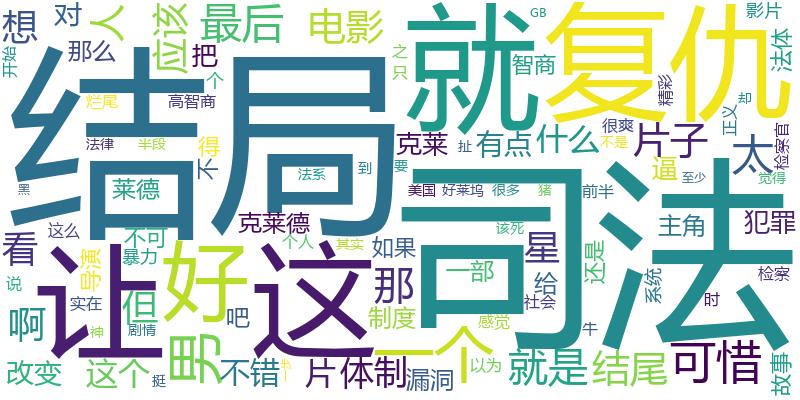 结局
司法
复仇
就
让
这
好
一个
想
对
人
应该
最后
电影
GB
影片
开始
那么
把
个
之
只
智商
法体
烂尾
高智商
精彩
却
正义
法律
半段
不
得
克莱
扯
有点
什么
很爽
不是
片子
太
检察官
莱德
法系
到
要
逼
至少
觉得
黑
美国
好莱坞
很多
猪
前半
这么
克莱德
该死
主角
犯罪
看
不可
暴力
个人
其实
如果
那
星
还是
系统
检察
说
导演
但
一部
给
社会
时
实在
啊
神
剧情
吧
制度
感觉
牛
改变
这个
挺
男
不错
一书
片体制
漏洞
以为
就是
结尾
可惜
故事